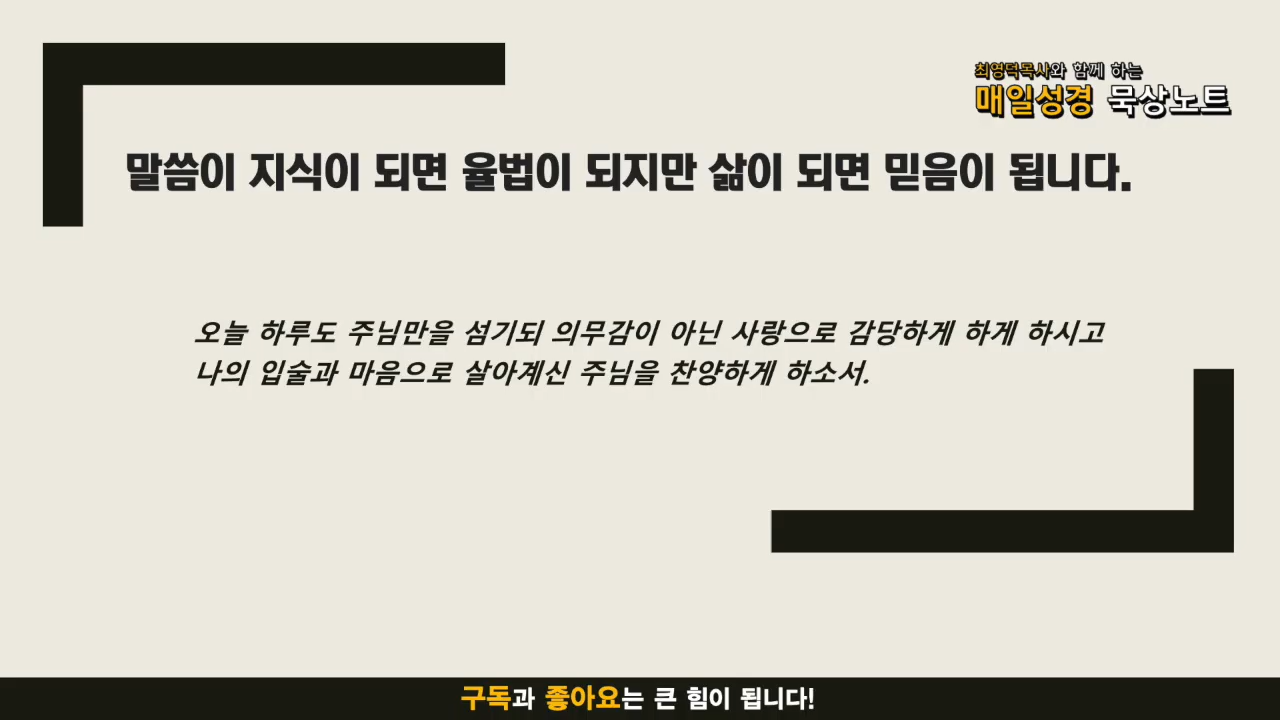 최영덕목사와 함께 하는
매일성경 묵상노트
말씀이 지식이 되면 율법이 되지만 삶이 되면 믿음이 됩니다.
오늘 하루도 주님만을 섬기되 의무감이 아닌 사랑으로 감당하게 하게 하시고
나의 입술과 마음으로 살아계신 주님을 찬양하게 하소서.
구독과 좋아요는 큰 힘이 됩니다!